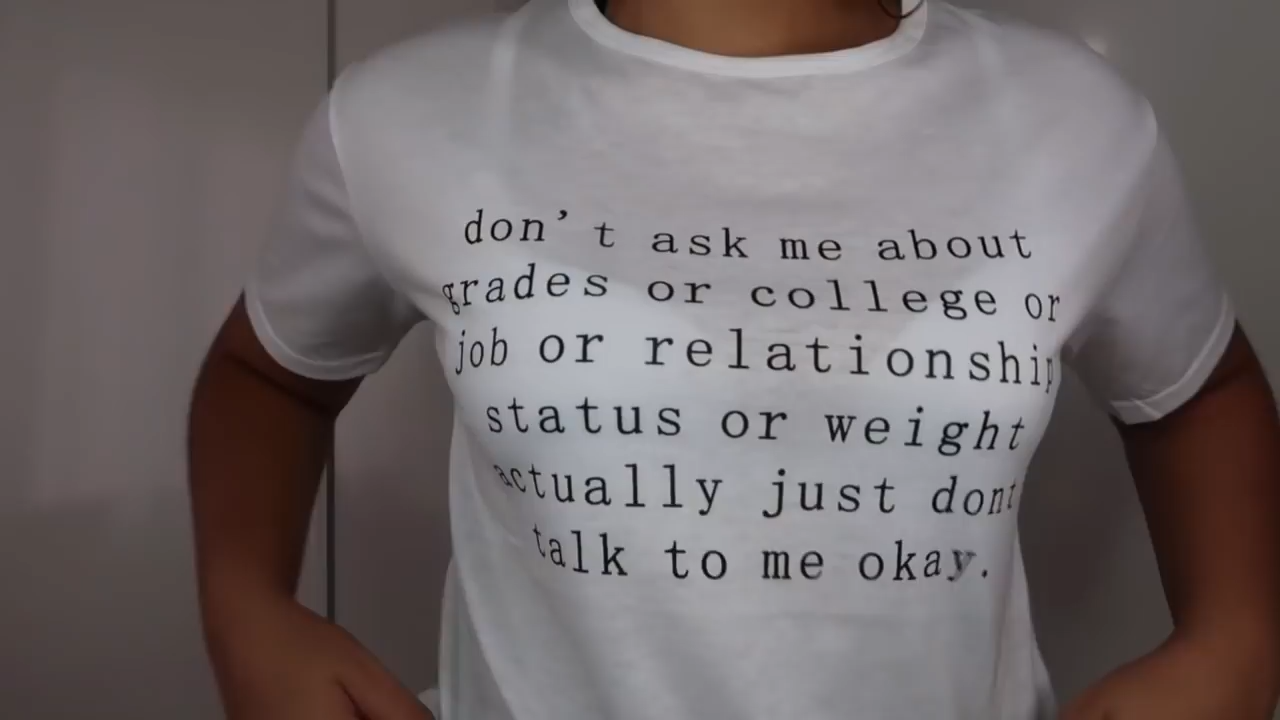 don't ask me about
grades or college or
job or relationship
status or weight
actually just dont
talk to me okay.